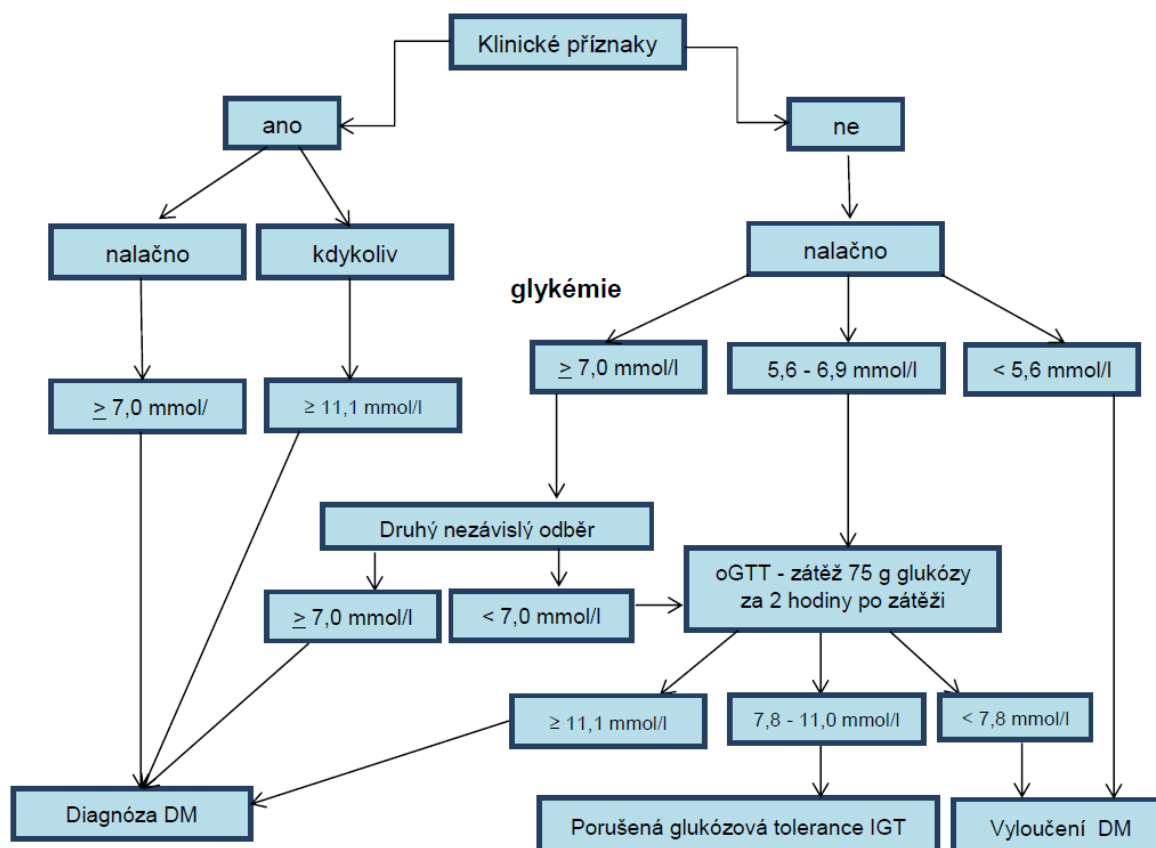 Klinické příznaky
ano
ne
nalačno
kdykoliv
nalačno
glykémie
≥ 7,0 mmol/l
5,6 - 6,9 mmol/l
< 5,6 mmol/l
≥ 7,0 mmol/
≥ 11,1 mmol/l
Druhý nezávislý odběr
oGTT - zátěž 75 g glukózy
za 2 hodiny po zátěži
≥ 7,0 mmol/l
< 7,0 mmol/l
≥ 11,1 mmol/l
7,8 - 11,0 mmol/l
< 7,8 mmol/l
Diagnóza DM
Porušená glukózová tolerance IGT
Vyloučení DM